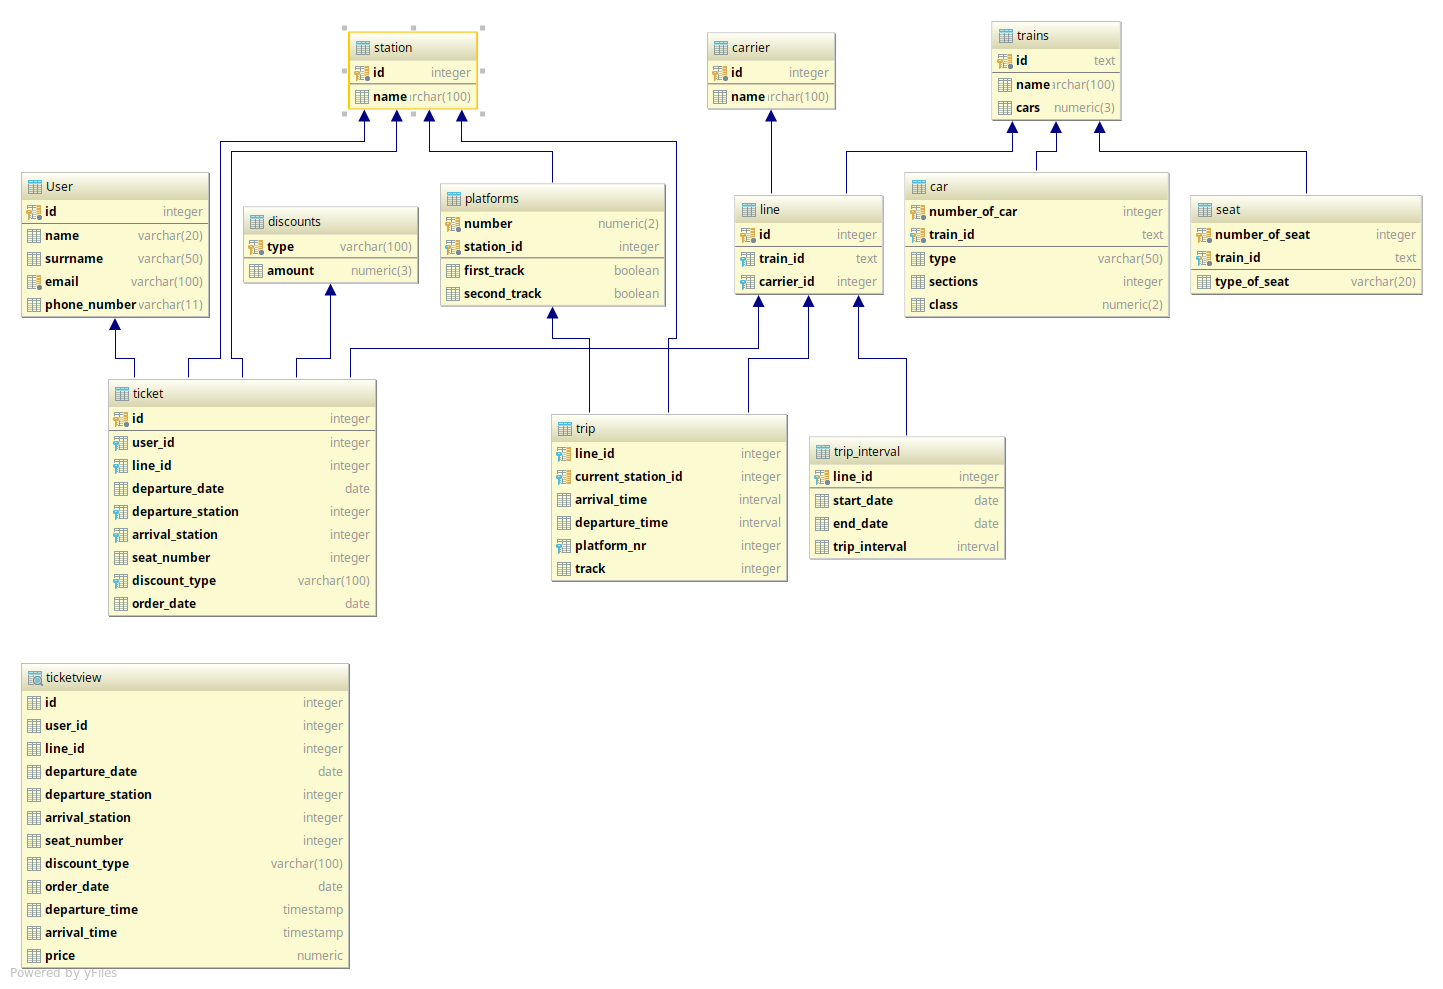 station
id integer
name rchar(100)
carrier
id integer
name rchar(100)
trains
id text
name archar(100)
cars numeric(3)
User
id integer
name varchar(20)
surrname varchar(50)
email varchar(100)
phone_number varchar(11)
discounts
type varchar(100)
amount numeric(3)
platforms
number numeric(2)
station_id integer
first_track boolean
second_track boolean
line
id integer
train_id text
carrier_id integer
car
number_of_car integer
train_id text
type varchar(50)
sections integer
class numeric(2)
seat
number_of_seat integer
train_id text
type_of_seat varchar(20)
ticket
id integer
user_id integer
line_id integer
departure_date date
departure_station integer
arrival_station integer
seat_number integer
discount_type varchar(100)
order_date date
trip
line_id integer
current_station_id integer
arrival_time interval
departure_time interval
platform_nr integer
track integer
trip_interval
line_id integer
start_date date
end_date date
trip_interval interval
ticketview
id integer
user_id integer
line_id integer
departure_date date
departure_station integer
arrival_station integer
seat_number integer
discount_type varchar(100)
order_date date
departure_time timestamp
arrival_time timestamp
price numeric
Powered by yFiles